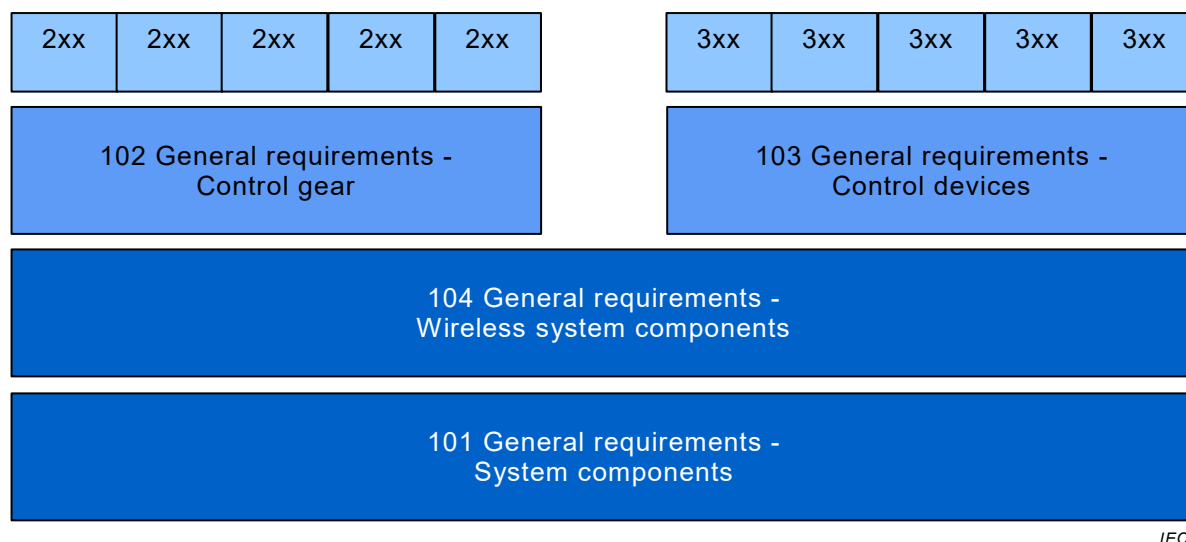 2xx 2xx 2xx 2xx 2xx 3xx 3xx 3xx 3xx 3xx
102 General requirements -
Control gear
103 General requirements -
Control devices
104 General requirements -
Wireless system components
101 General requirements -
System components